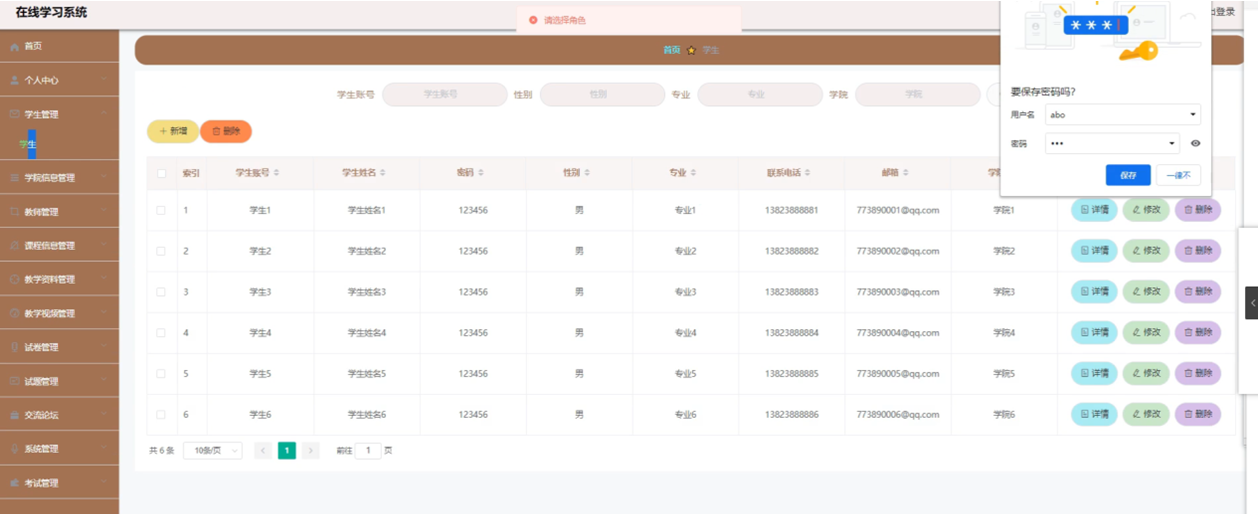 在线学习系统
请选择角色
登录
首页
个人中心
学生管理
学生
学院信息管理
教师管理
课程信息管理
教学资料管理
教学视频管理
试卷管理
试题管理
交流论坛
系统管理
考试管理
首页 学生
学生账号 学生账号 性别 性别 专业 专业 学院 学院
+ 新增 删除
***
要保存密码吗?
用户名 abo
密码 •••
保存 一律不
索引 学生账号 学生姓名 密码 性别 专业 联系电话 邮箱
1 学生1 学生姓名1 123456 男 专业1 13823888881 773890001@qq.com 学院1 详情 修改 删除
2 学生2 学生姓名2 123456 男 专业2 13823888882 773890002@qq.com 学院2 详情 修改 删除
3 学生3 学生姓名3 123456 男 专业3 13823888883 773890003@qq.com 学院3 详情 修改 删除
4 学生4 学生姓名4 123456 男 专业4 13823888884 773890004@qq.com 学院4 详情 修改 删除
5 学生5 学生姓名5 123456 男 专业5 13823888885 773890005@qq.com 学院5 详情 修改 删除
6 学生6 学生姓名6 123456 男 专业6 13823888886 773890006@qq.com 学院6 详情 修改 删除
共 6 条 10条/页 < 1 > 前往 1 页